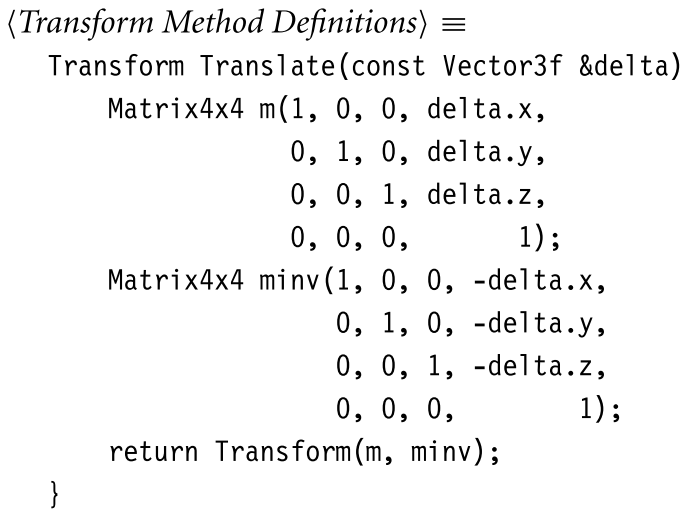 ⟨Transform Method Definitions⟩ ≡
Transform Translate(const Vector3f &delta)
Matrix4x4 m(1, 0, 0, delta.x,
0, 1, 0, delta.y,
0, 0, 1, delta.z,
0, 0, 0, 1);
Matrix4x4 minv(1, 0, 0, -delta.x,
0, 1, 0, -delta.y,
0, 0, 1, -delta.z,
0, 0, 0, 1);
return Transform(m, minv);
}